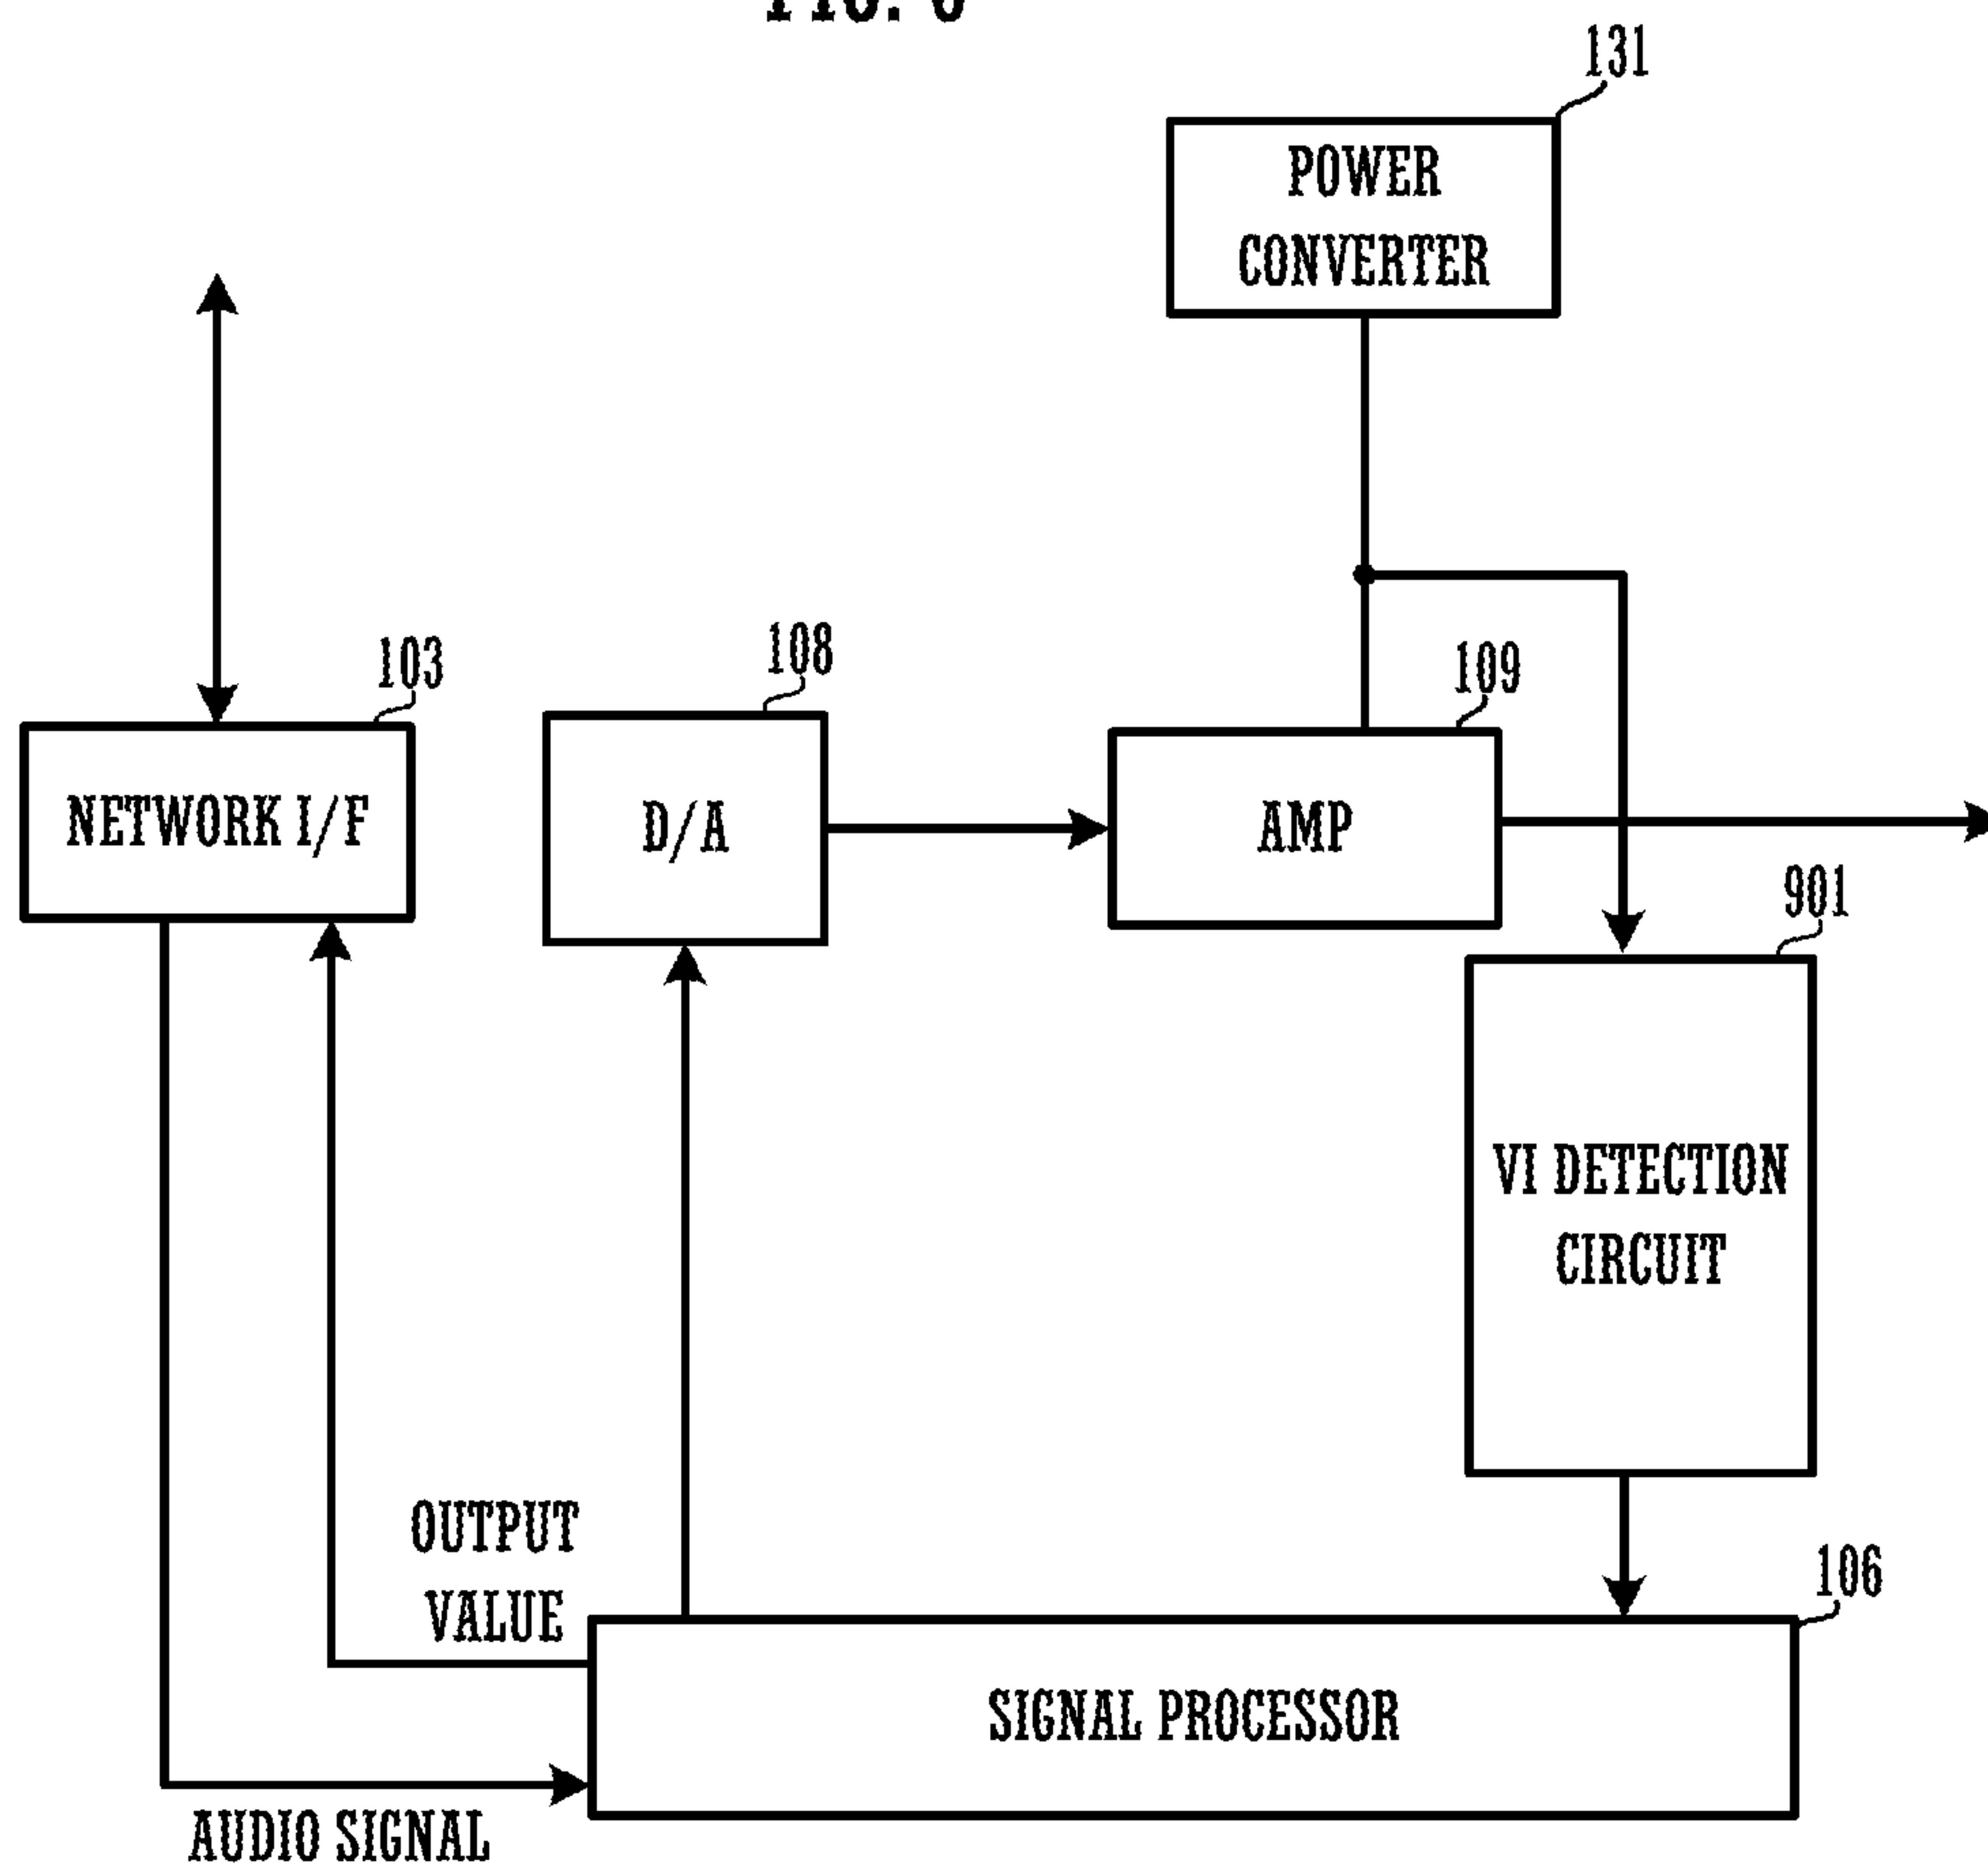 131
POWER
CONVERTER
103
108
109
NETWORK I/F
D/A
AMP
901
VI DETECTION
CIRCUIT
OUTPUT
VALUE
106
SIGNAL PROCESSOR
AUDIO SIGNAL